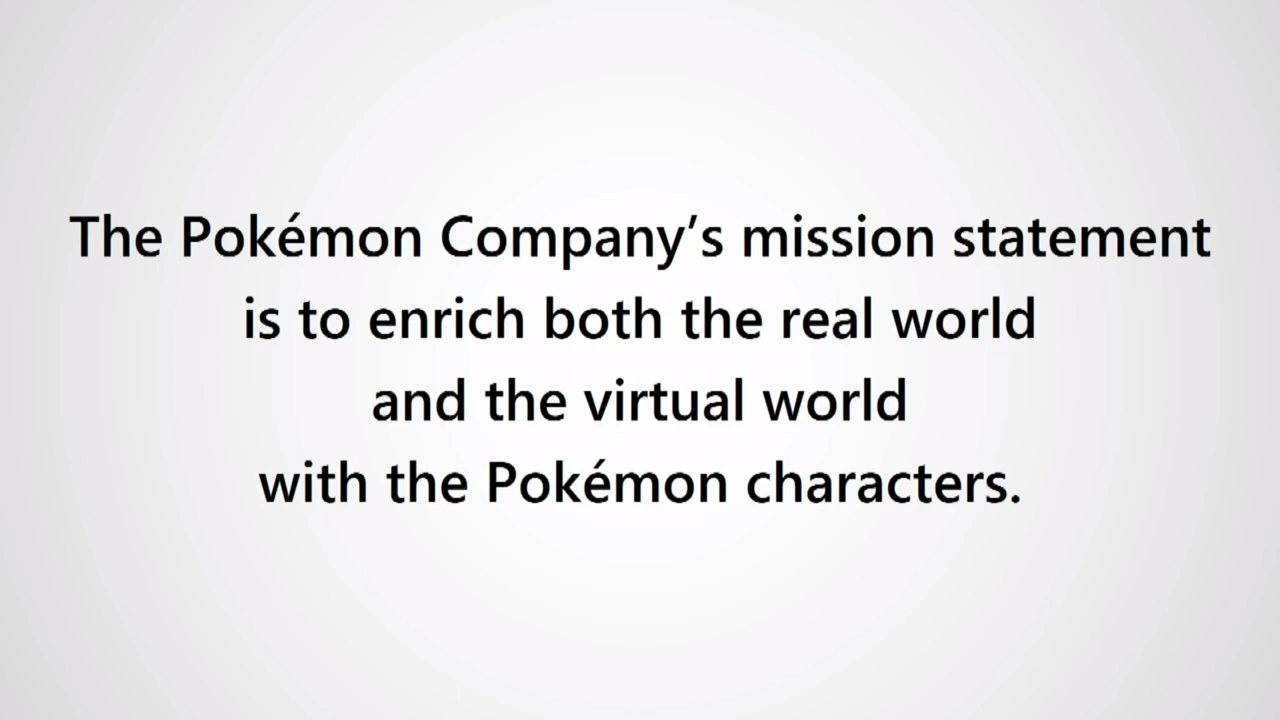 The Pokémon Company’s mission statement
is to enrich both the real world
and the virtual world
with the Pokémon characters.